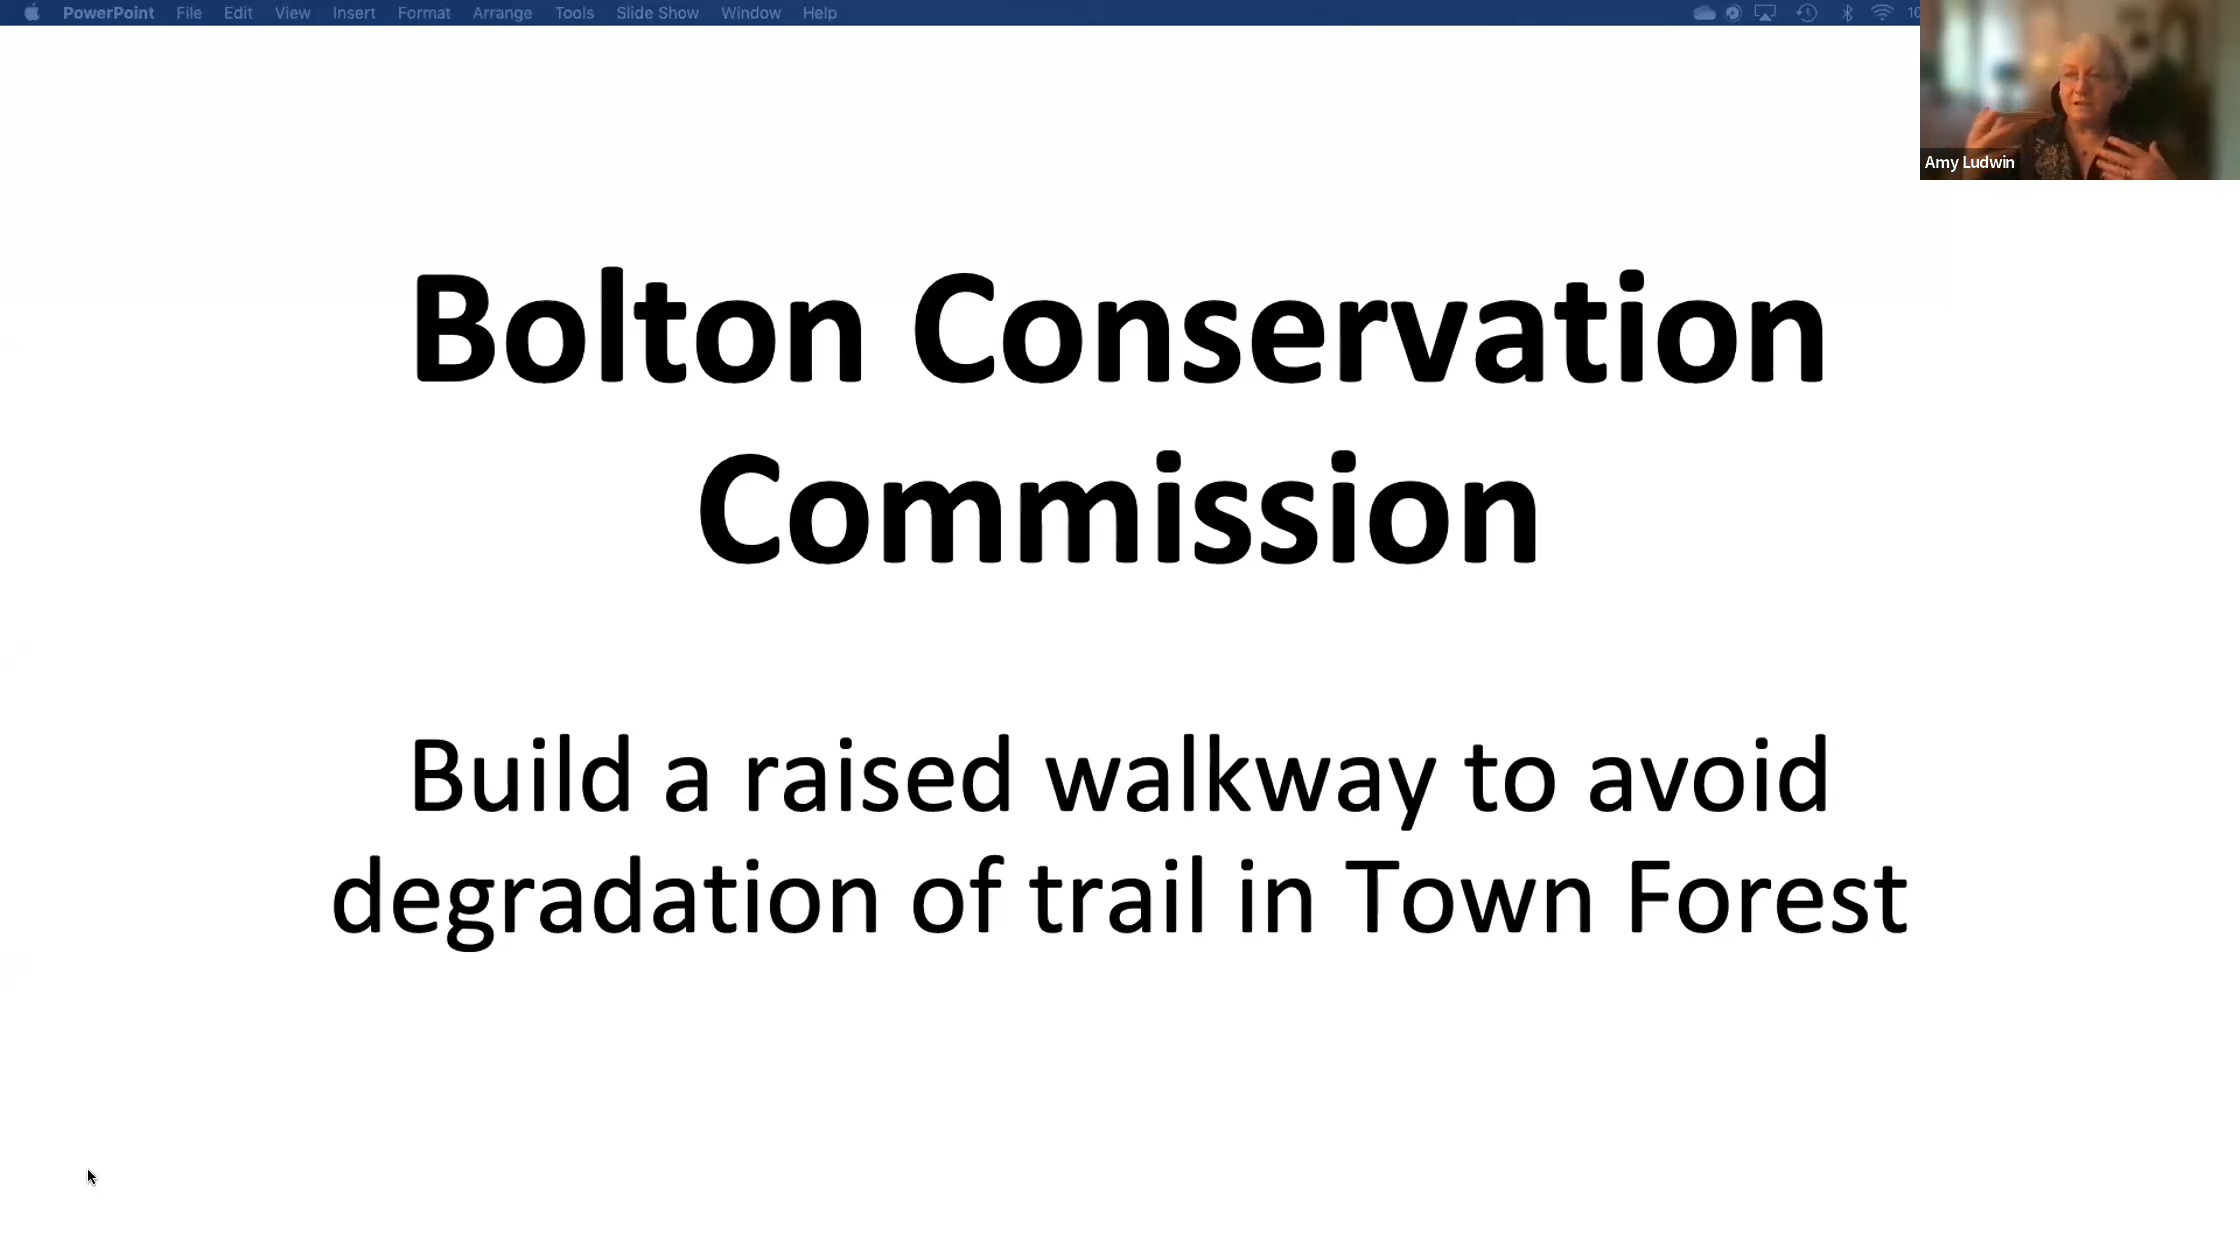 PowerPoint File Edit View Insert Format Arrange Tools Slide Show Window Help
Amy Ludwin
Bolton Conservation
Commission
Build a raised walkway to avoid
degradation of trail in Town Forest